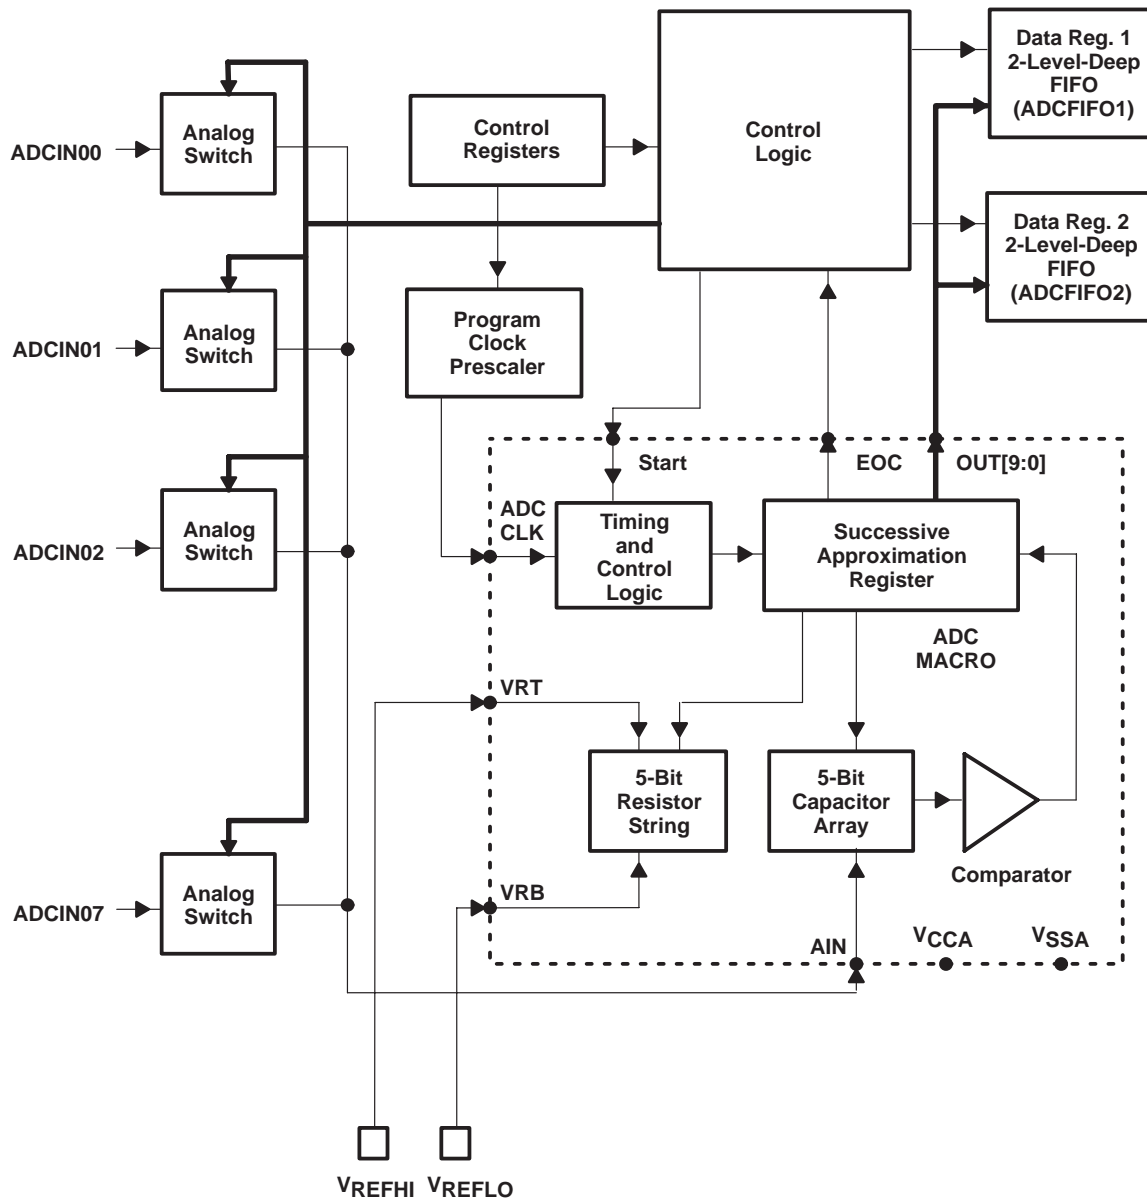 Data Reg. 1
2-Level-Deep
FIFO
(ADCFIFO1)
Control
Logic
Control
Registers
Analog
Switch
ADCIN00
Data Reg. 2
2-Level-Deep
FIFO
(ADCFIFO2)
Analog
Switch
ADCIN01
Program
Clock
Prescaler
Start
EOC
OUT[9:0]
ADC
CLK
Timing
and
Control
Logic
Successive
Approximation
Register
Analog
Switch
ADCIN02
ADC
MACRO
VRT
5-Bit
Resistor
String
5-Bit
Capacitor
Array
Comparator
VRB
Analog
Switch
ADCIN07
AIN
VCCA
VSSA
VREFHI
VREFLO